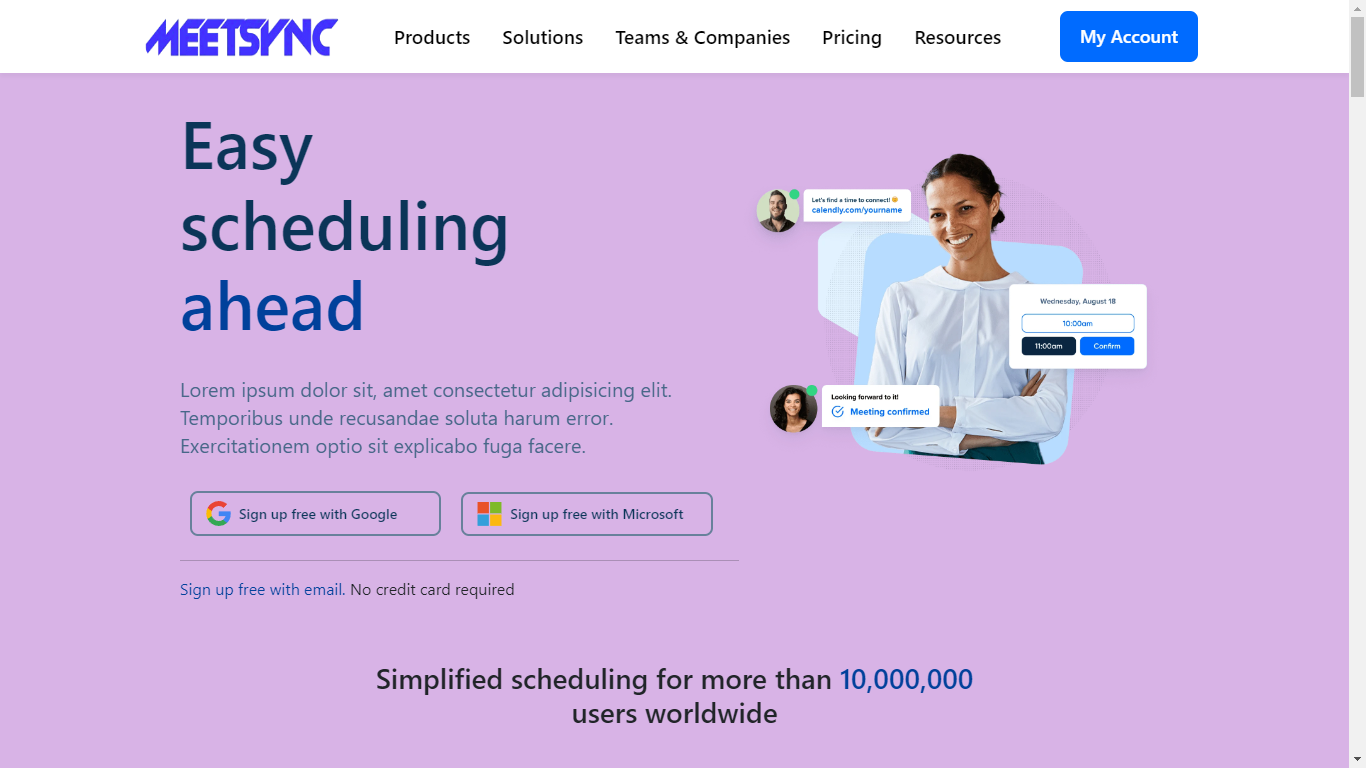 MEETSYNC
Products
Solutions
Teams & Companies
Pricing
Resources
My Account
Easy
scheduling
ahead
Lorem ipsum dolor sit, amet consectetur adipisicing elit.
Temporibus unde recusandae soluta harum error.
Exercitationem optio sit explicabo fuga facere.
Sign up free with Google
Sign up free with Microsoft
Sign up free with email. No credit card required
Let's find a time to connect! 😊
calendly.com/yourname
Wednesday, August 18
10:00am
11:00am
Confirm
Looking forward to it!
Meeting confirmed
Simplified scheduling for more than 10,000,000
users worldwide